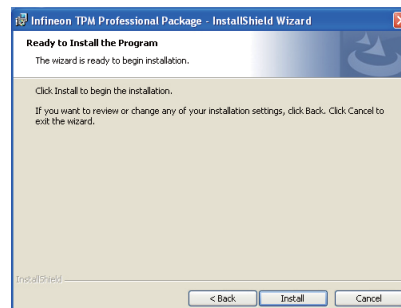 Infineon TPM Professional Package - InstallShield Wizard
Ready to Install the Program
The wizard is ready to begin installation.
Click Install to begin the installation.
If you want to review or change any of your installation settings, click Back. Click Cancel to
exit the wizard.
InstallShield
< Back Install Cancel